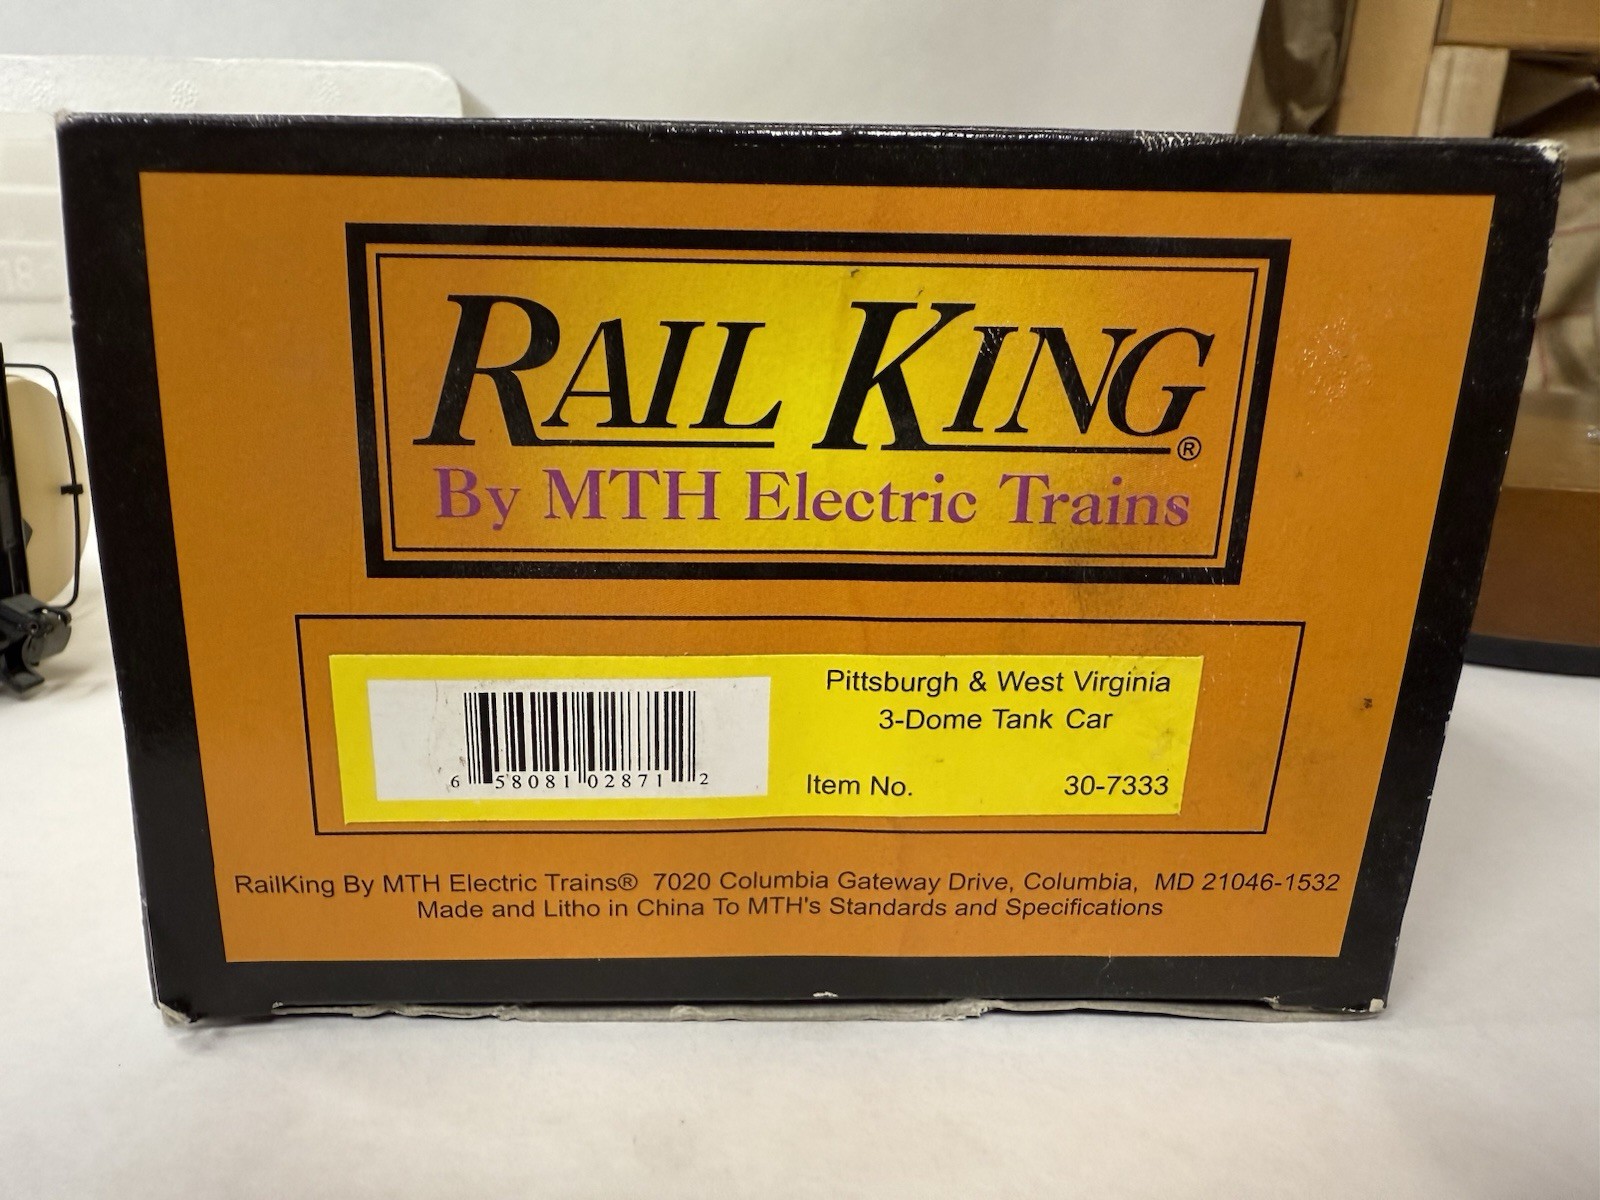 RAIL KING®
By MTH Electric Trains
Pittsburgh & West Virginia
3-Dome Tank Car
6 58081 02871 2
Item No. 30-7333
RailKing By MTH Electric Trains® 7020 Columbia Gateway Drive, Columbia, MD 21046-1532
Made and Litho in China To MTH's Standards and Specifications